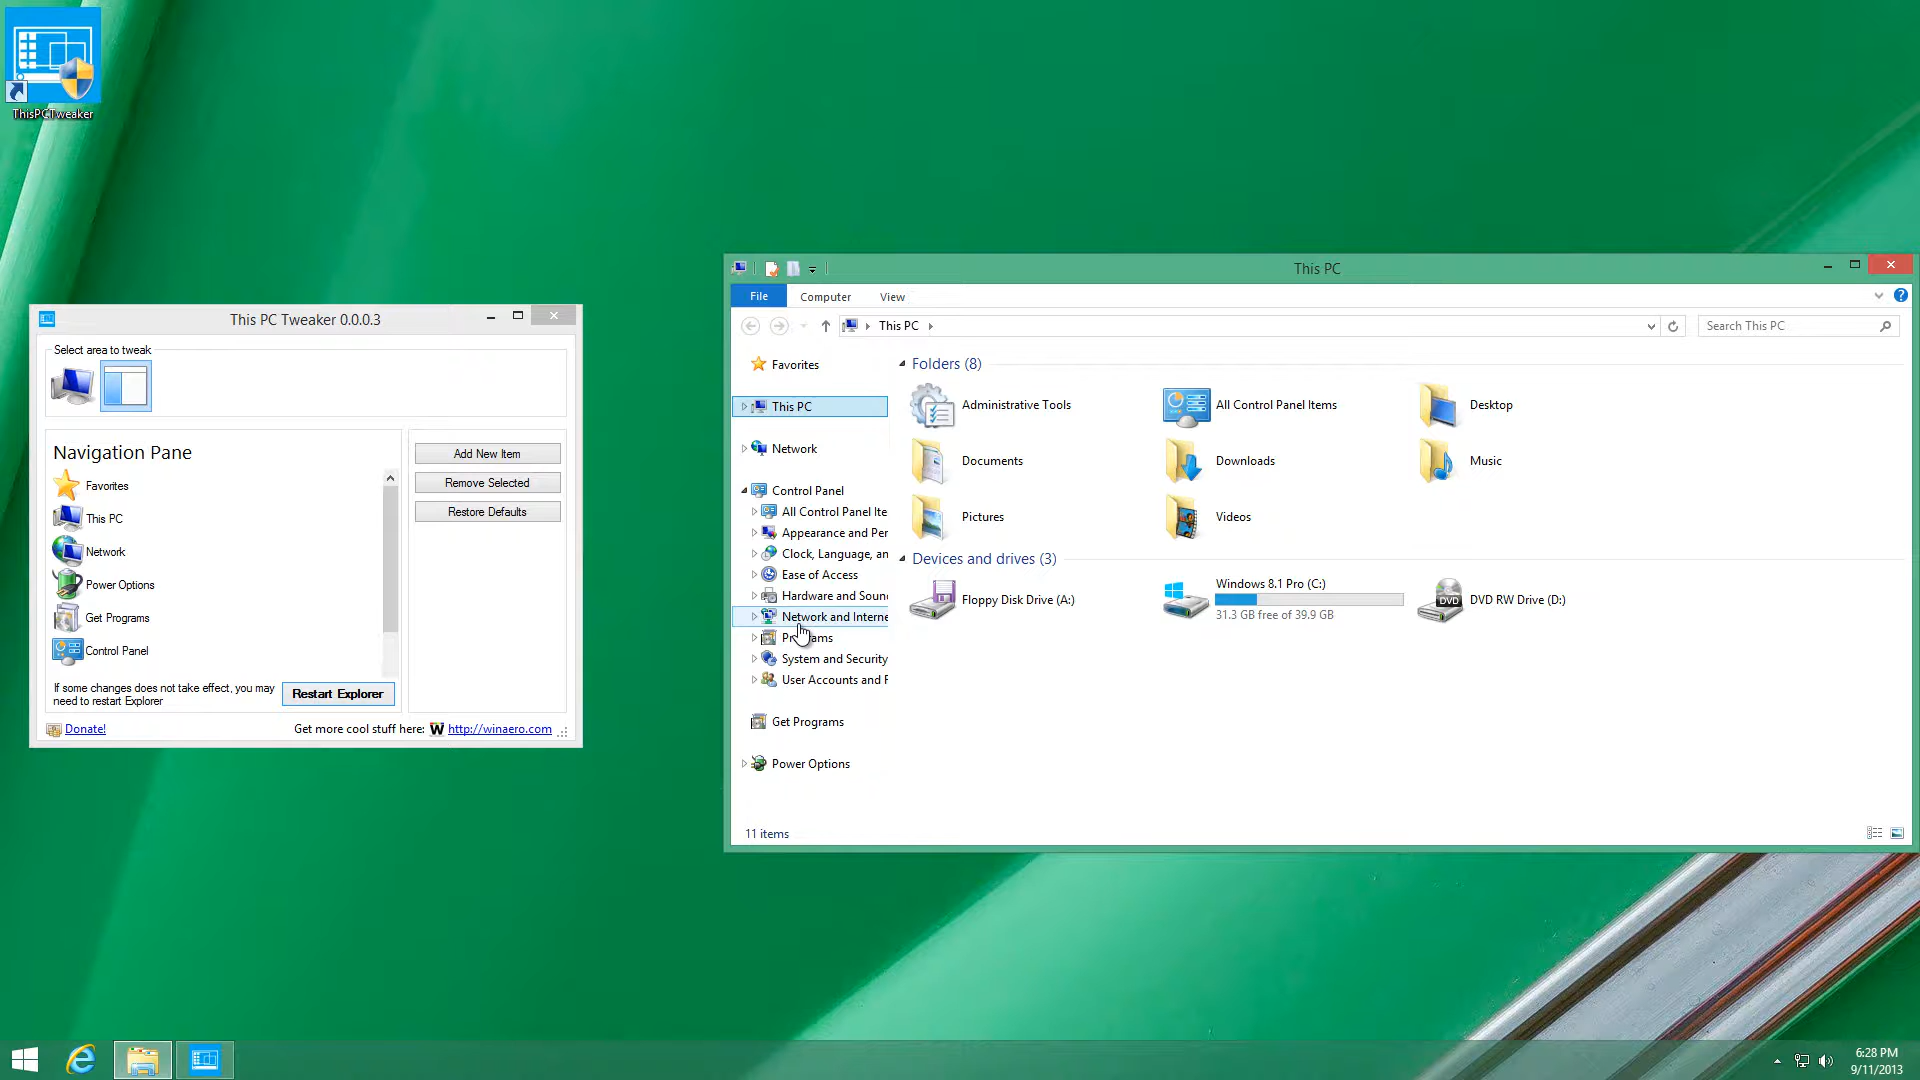 ThisPCTweaker
This PC Tweaker 0.0.0.3
Select area to tweak
Navigation Pane
Favorites
This PC
Network
Power Options
Get Programs
Control Panel
Add New Item
Remove Selected
Restore Defaults
If some changes does not take effect, you may
need to restart Explorer
Restart Explorer
Donate!
Get more cool stuff here: W http://winaero.com
This PC
File
Computer
View
This PC
Search This PC
Favorites
This PC
Network
Control Panel
All Control Panel Ite
Appearance and Per
Clock, Language, an
Ease of Access
Hardware and Soun
Network and Interne
System and Security
User Accounts and F
Get Programs
Power Options
Folders (8)
Administrative Tools
All Control Panel Items
Desktop
Documents
Downloads
Music
Pictures
Videos
Devices and drives (3)
Floppy Disk Drive (A:)
Windows 8.1 Pro (C:)
31.3 GB free of 39.9 GB
DVD
DVD RW Drive (D:)
11 items
6:28 PM
9/11/2013